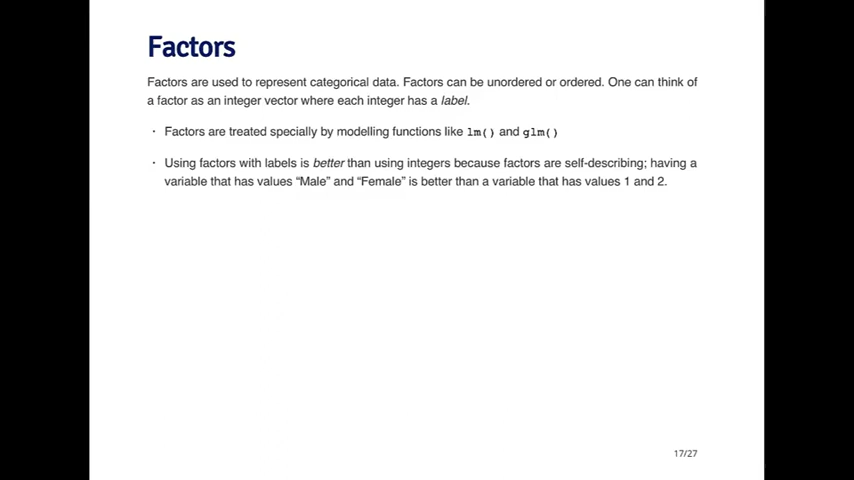 Factors
Factors are used to represent categorical data. Factors can be unordered or ordered. One can think of
a factor as an integer vector where each integer has a label.
· Factors are treated specially by modelling functions like lm() and glm()
· Using factors with labels is better than using integers because factors are self-describing; having a
variable that has values “Male” and “Female” is better than a variable that has values 1 and 2.
17/27